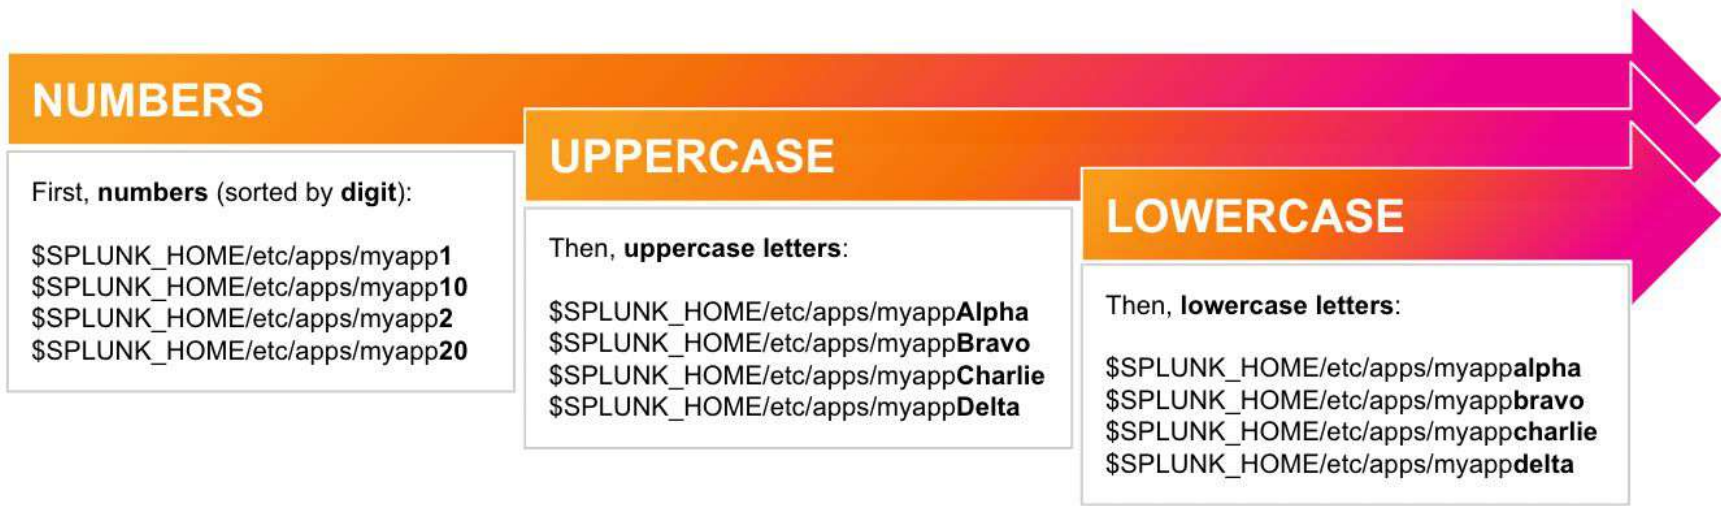 NUMBERS
First, numbers (sorted by digit):
$SPLUNK_HOME/etc/apps/myapp1
$SPLUNK_HOME/etc/apps/myapp10
$SPLUNK_HOME/etc/apps/myapp2
$SPLUNK_HOME/etc/apps/myapp20
UPPERCASE
Then, uppercase letters:
$SPLUNK_HOME/etc/apps/myappAlpha
$SPLUNK_HOME/etc/apps/myappBravo
$SPLUNK_HOME/etc/apps/myappCharlie
$SPLUNK_HOME/etc/apps/myappDelta
LOWERCASE
Then, lowercase letters:
$SPLUNK_HOME/etc/apps/myappalpha
$SPLUNK_HOME/etc/apps/myappbravo
$SPLUNK_HOME/etc/apps/myappcharlie
$SPLUNK_HOME/etc/apps/myappdelta